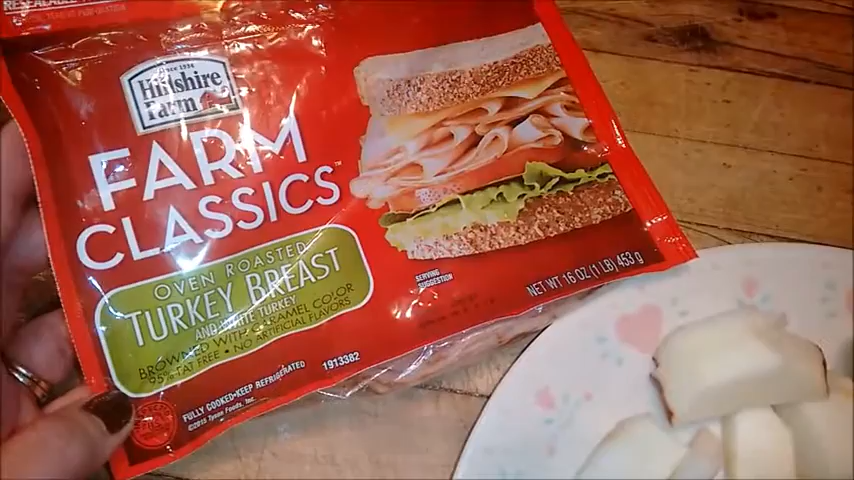 RESEALABLE
Since 1934
Hillshire
Farm
FARM
CLASSICS™
OVEN ROASTED
TURKEY BREAST
AND WHITE TURKEY
BROWNED WITH CARAMEL COLOR
95% FAT FREE • NO ARTIFICIAL FLAVORS
SERVING
SUGGESTION
NET WT 16 OZ (1 LB) 453g
1913382
FULLY COOKED • KEEP REFRIGERATED
©2015 Tyson Foods, Inc.